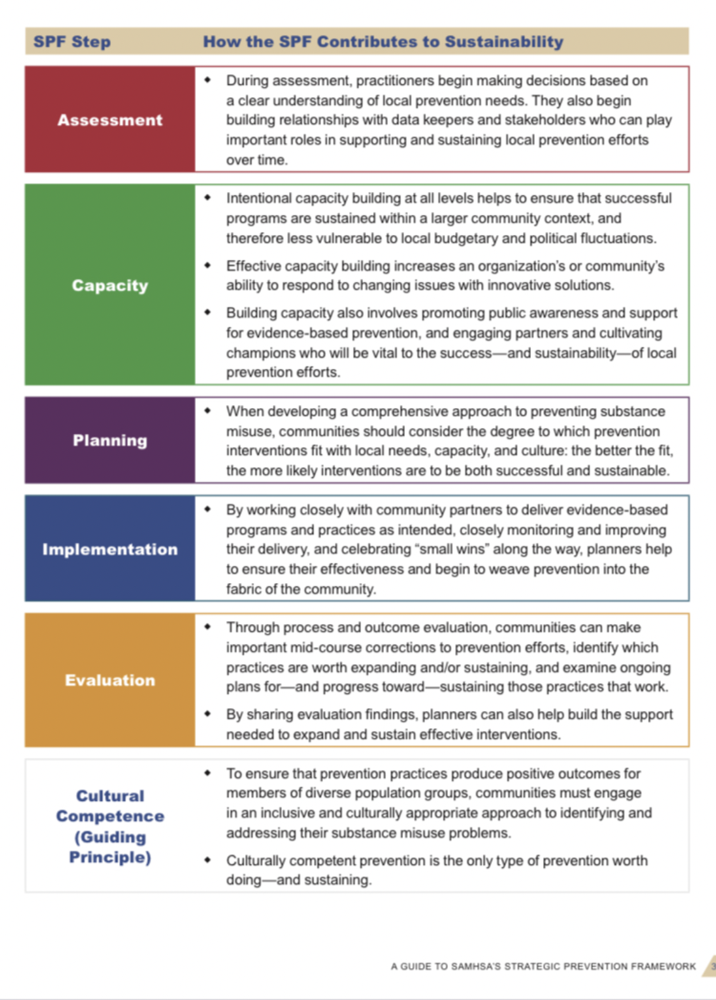 SPF Step How the SPF Contributes to Sustainability
Assessment
◆ During assessment, practitioners begin making decisions based on
a clear understanding of local prevention needs. They also begin
building relationships with data keepers and stakeholders who can play
important roles in supporting and sustaining local prevention efforts
over time.
Capacity
◆ Intentional capacity building at all levels helps to ensure that successful
programs are sustained within a larger community context, and
therefore less vulnerable to local budgetary and political fluctuations.
◆ Effective capacity building increases an organization’s or community’s
ability to respond to changing issues with innovative solutions.
◆ Building capacity also involves promoting public awareness and support
for evidence-based prevention, and engaging partners and cultivating
champions who will be vital to the success—and sustainability—of local
prevention efforts.
Planning
◆ When developing a comprehensive approach to preventing substance
misuse, communities should consider the degree to which prevention
interventions fit with local needs, capacity, and culture: the better the fit,
the more likely interventions are to be both successful and sustainable.
Implementation
◆ By working closely with community partners to deliver evidence-based
programs and practices as intended, closely monitoring and improving
their delivery, and celebrating “small wins” along the way, planners help
to ensure their effectiveness and begin to weave prevention into the
fabric of the community.
Evaluation
◆ Through process and outcome evaluation, communities can make
important mid-course corrections to prevention efforts, identify which
practices are worth expanding and/or sustaining, and examine ongoing
plans for—and progress toward—sustaining those practices that work.
◆ By sharing evaluation findings, planners can also help build the support
needed to expand and sustain effective interventions.
Cultural
Competence
(Guiding
Principle)
◆ To ensure that prevention practices produce positive outcomes for
members of diverse population groups, communities must engage
in an inclusive and culturally appropriate approach to identifying and
addressing their substance misuse problems.
◆ Culturally competent prevention is the only type of prevention worth
doing—and sustaining.
A GUIDE TO SAMHSA’S STRATEGIC PREVENTION FRAMEWORK